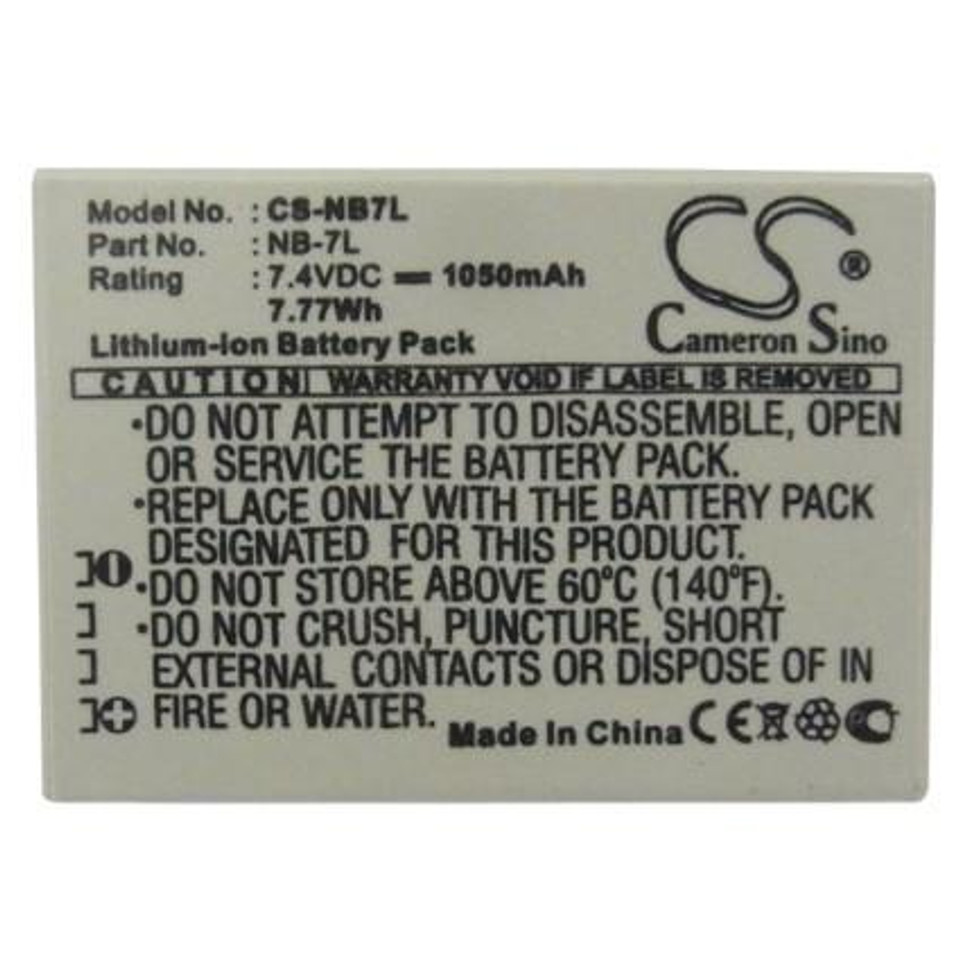 Model No. : CS-NB7L
Part No. : NB-7L
Rating : 7.4VDC ⎓ 1050mAh
7.77Wh
Lithium-Ion Battery Pack
CS ®
Cameron Sino
CAUTION! WARRANTY VOID IF LABEL IS REMOVED
•DO NOT ATTEMPT TO DISASSEMBLE, OPEN
OR SERVICE THE BATTERY PACK.
•REPLACE ONLY WITH THE BATTERY PACK
DESIGNATED FOR THIS PRODUCT.
•DO NOT STORE ABOVE 60°C (140°F).
•DO NOT CRUSH, PUNCTURE, SHORT
EXTERNAL CONTACTS OR DISPOSE OF IN
FIRE OR WATER.
Made In China CE